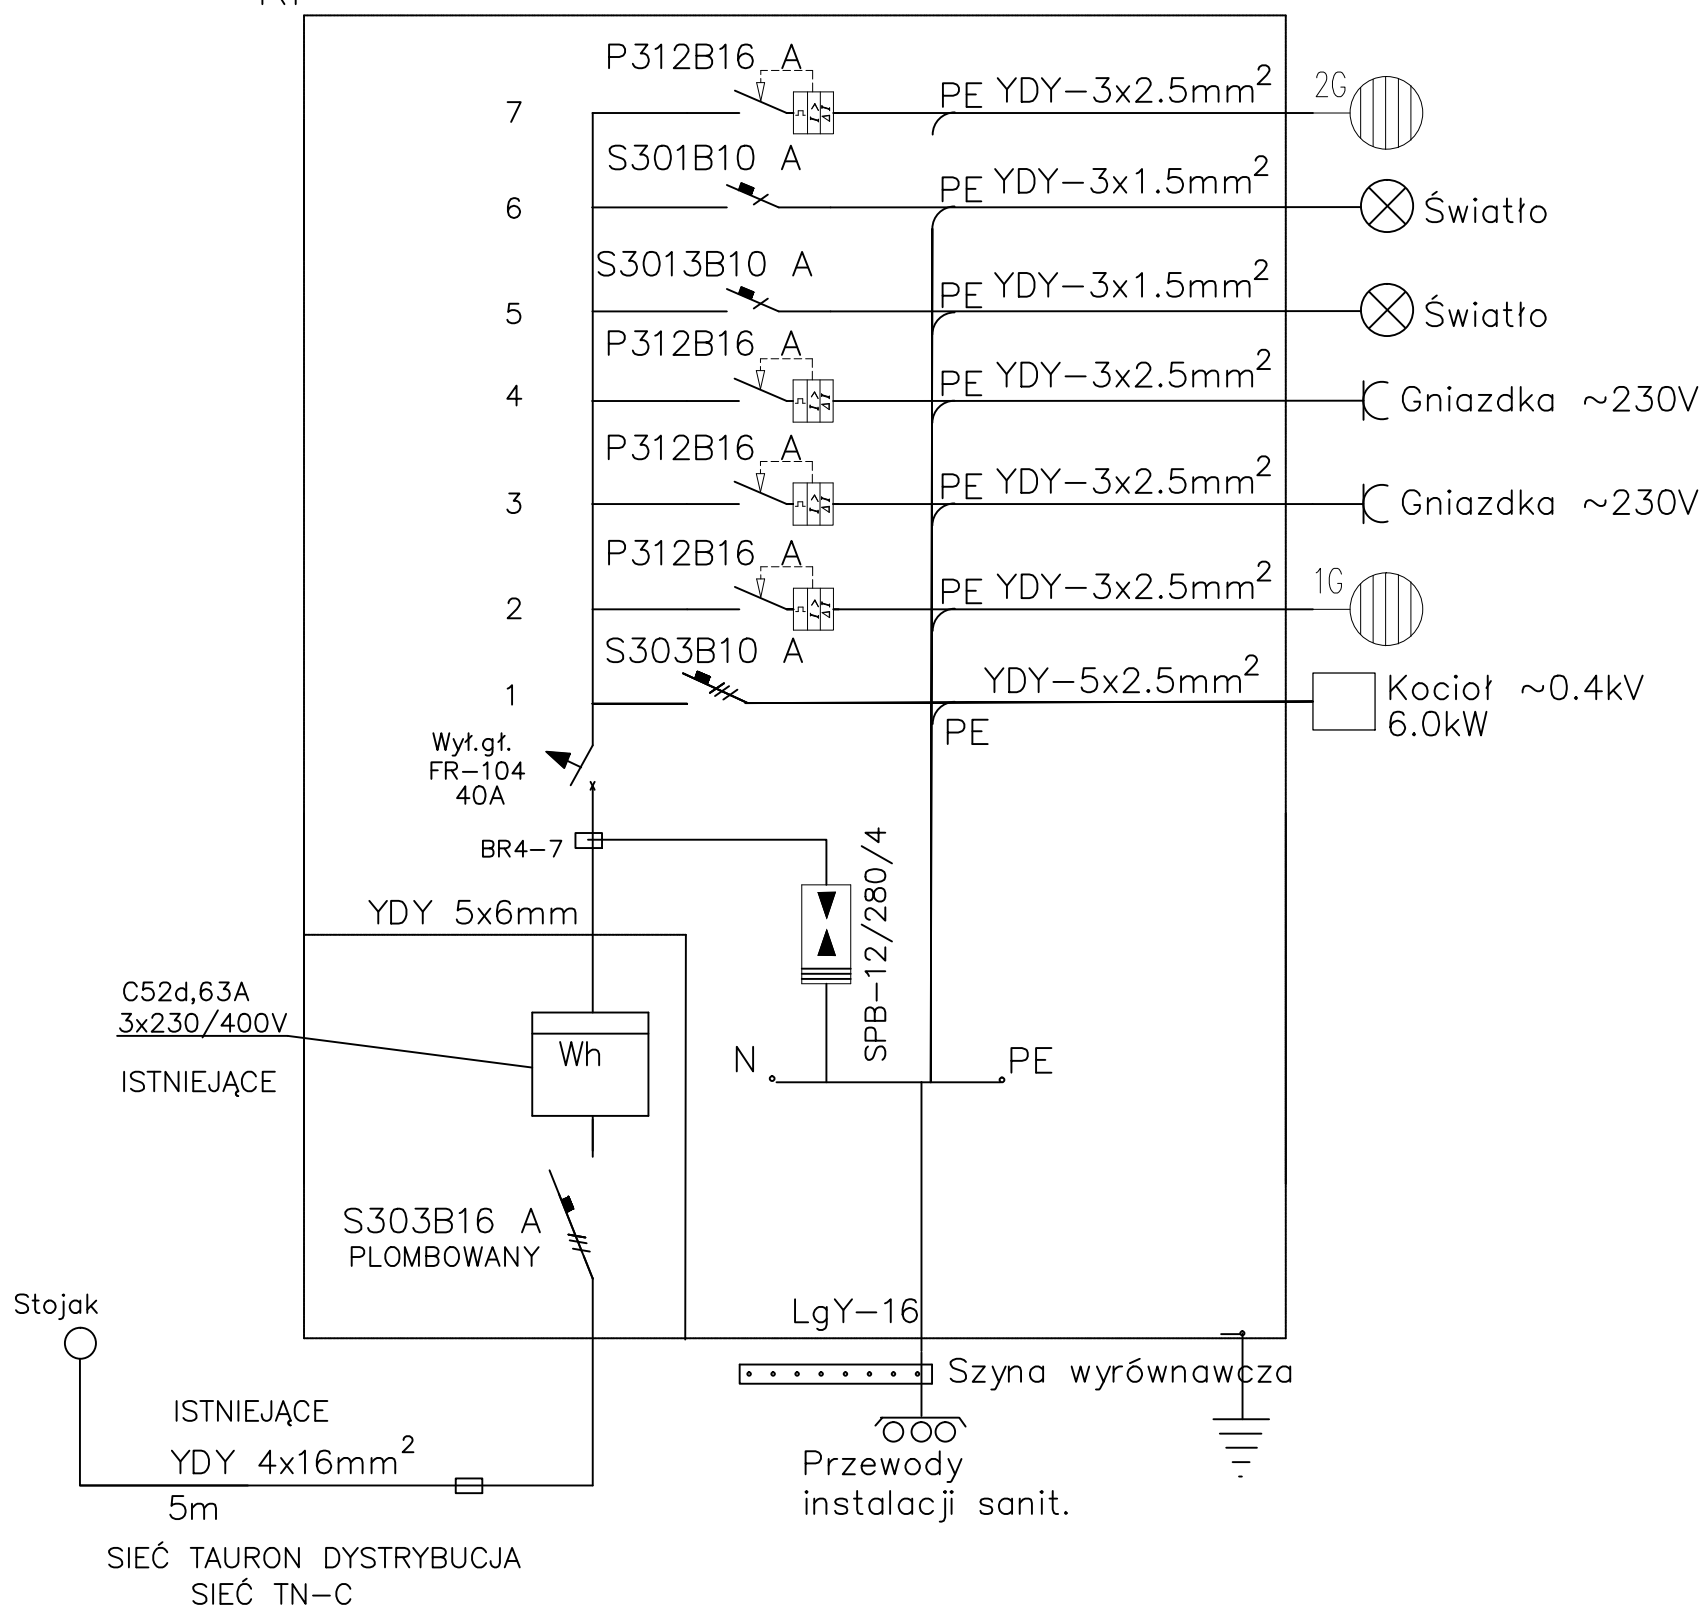 P312B16 A
7
PE YDY-3x2.5mm²
2G
S301B10 A
6
PE YDY-3x1.5mm²
Światło
S3013B10 A
5
PE YDY-3x1.5mm²
Światło
P312B16 A
4
PE YDY-3x2.5mm²
Gniazdka ~230V
P312B16 A
3
PE YDY-3x2.5mm²
Gniazdka ~230V
P312B16 A
2
PE YDY-3x2.5mm²
1G
S303B10 A
1
YDY-5x2.5mm²
PE
Kocioł ~0.4kV
6.0kW
Wył.gł.
FR-104
40A
BR4-7
SPB-12/280/4
YDY 5x6mm
C52d,63A
3x230/400V
ISTNIEJĄCE
Wh
N
PE
S303B16 A
PLOMBOWANY
LgY-16
Stojak
Szyna wyrównawcza
ISTNIEJĄCE
YDY 4x16mm²
5m
Przewody
instalacji sanit.
SIEĆ TAURON DYSTRYBUCJA
SIEĆ TN-C